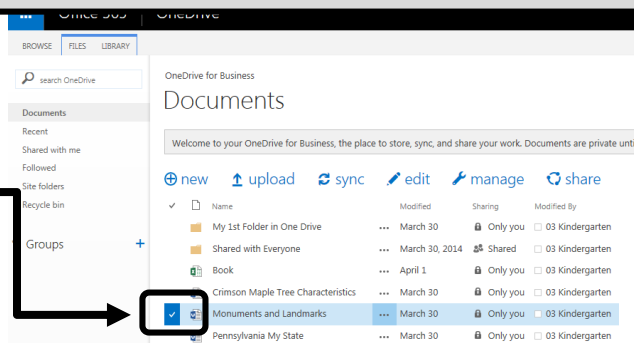 Office 365 OneDrive
BROWSE FILES LIBRARY
search OneDrive
Documents
Recent
Shared with me
Followed
Site folders
Recycle bin
Groups +
OneDrive for Business
Documents
Welcome to your OneDrive for Business, the place to store, sync, and share your work. Documents are private unti
new upload sync edit manage share
Name Modified Sharing Modified By
My 1st Folder in One Drive ... March 30 Only you 03 Kindergarten
Shared with Everyone ... March 30, 2014 Shared 03 Kindergarten
Book ... April 1 Only you 03 Kindergarten
Crimson Maple Tree Characteristics ... March 30 Only you 03 Kindergarten
Monuments and Landmarks ... March 30 Only you 03 Kindergarten
Pennsylvania My State ... March 30 Only you 03 Kindergarten